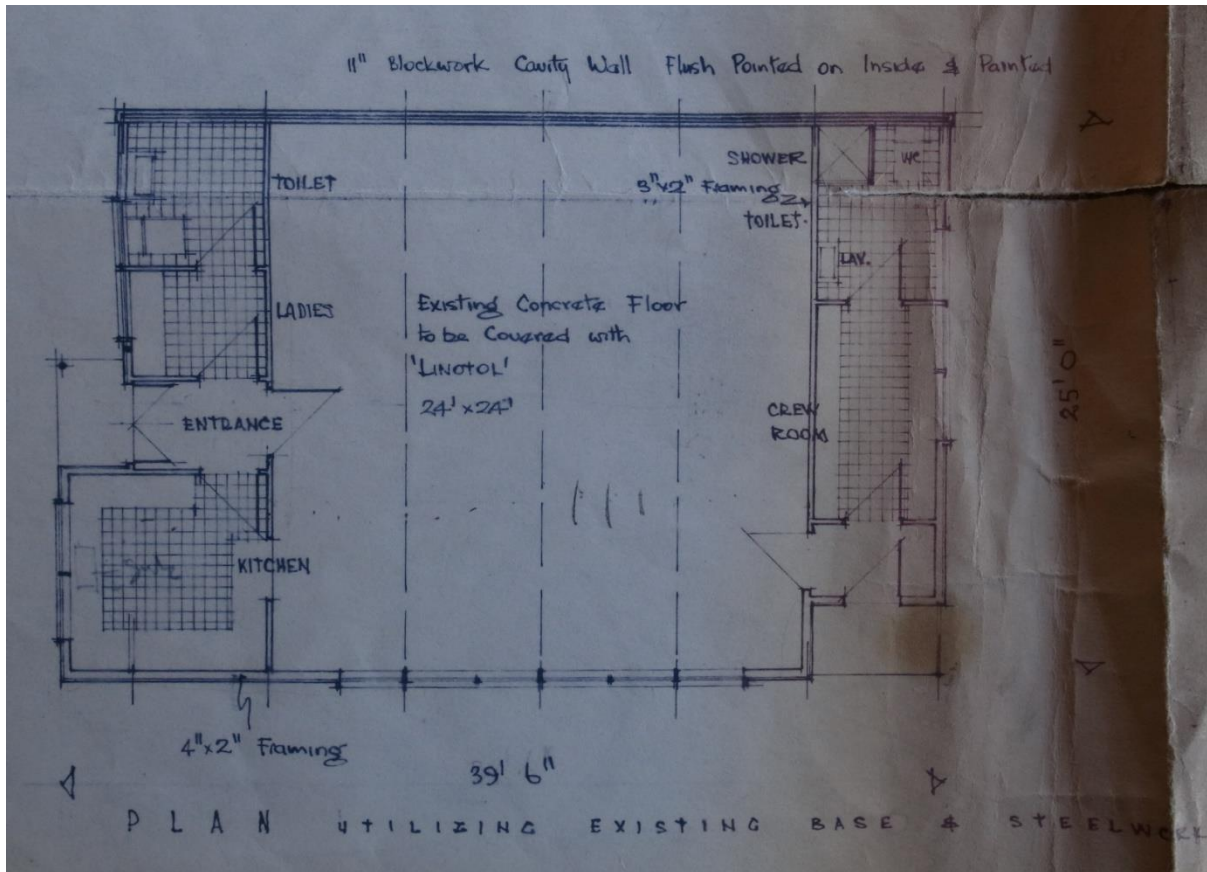 11" Blockwork Cavity Wall Flush Pointed on Inside & Painted
SHOWER
WC
TOILET
3"x2" Framing
TOILET.
LAV.
LADIES
Existing Concrete Floor
to be Covered with
'LINOTOL'
24'x24'
ENTRANCE
CREW
ROOM
25' 0"
KITCHEN
4"x2" Framing
39' 6"
PLAN UTILIZING EXISTING BASE & STEELWORK